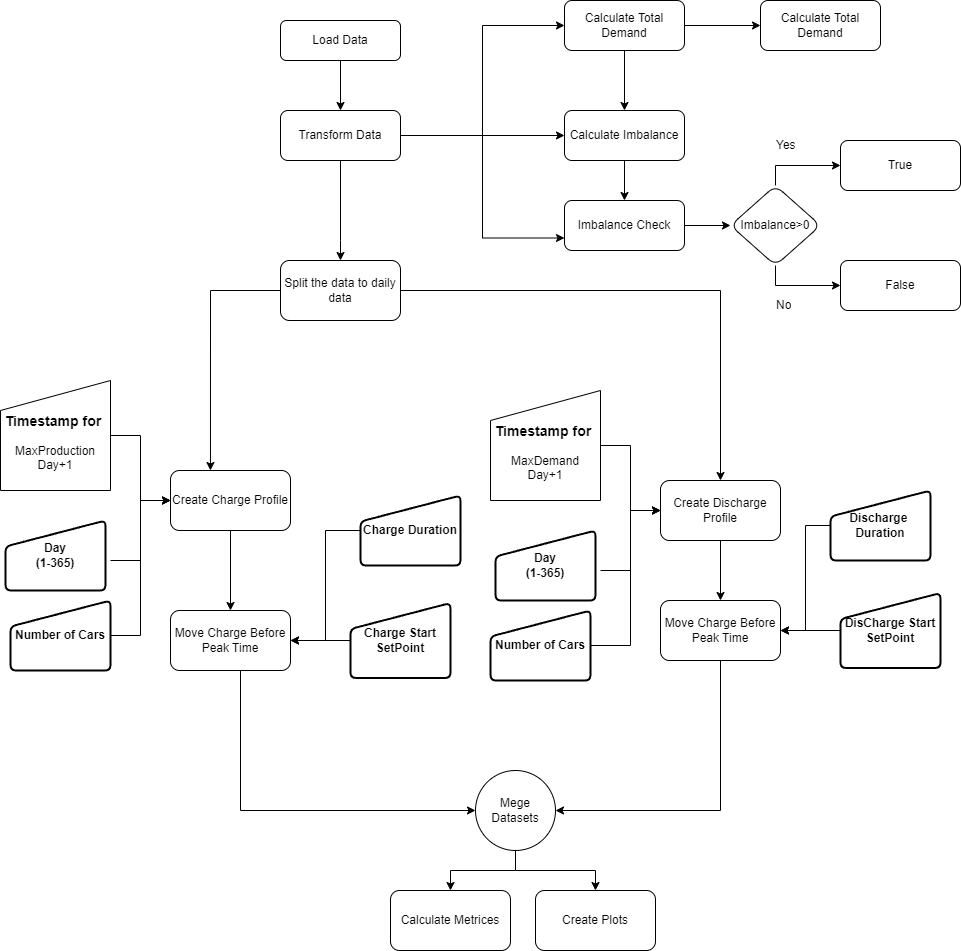 Load Data
Calculate Total
Demand
Calculate Total
Demand
Transform Data
Calculate Imbalance
Yes
True
Imbalance Check
Imbalance>0
No
False
Split the data to daily
data
Timestamp for
MaxProduction
Day+1
Create Charge Profile
Day
(1-365)
Number of Cars
Charge Duration
Move Charge Before
Peak Time
Charge Start
SetPoint
Timestamp for
MaxDemand
Day+1
Create Discharge
Profile
Day
(1-365)
Number of Cars
Discharge
Duration
Move Charge Before
Peak Time
DisCharge Start
SetPoint
Mege
Datasets
Calculate Metrices
Create Plots